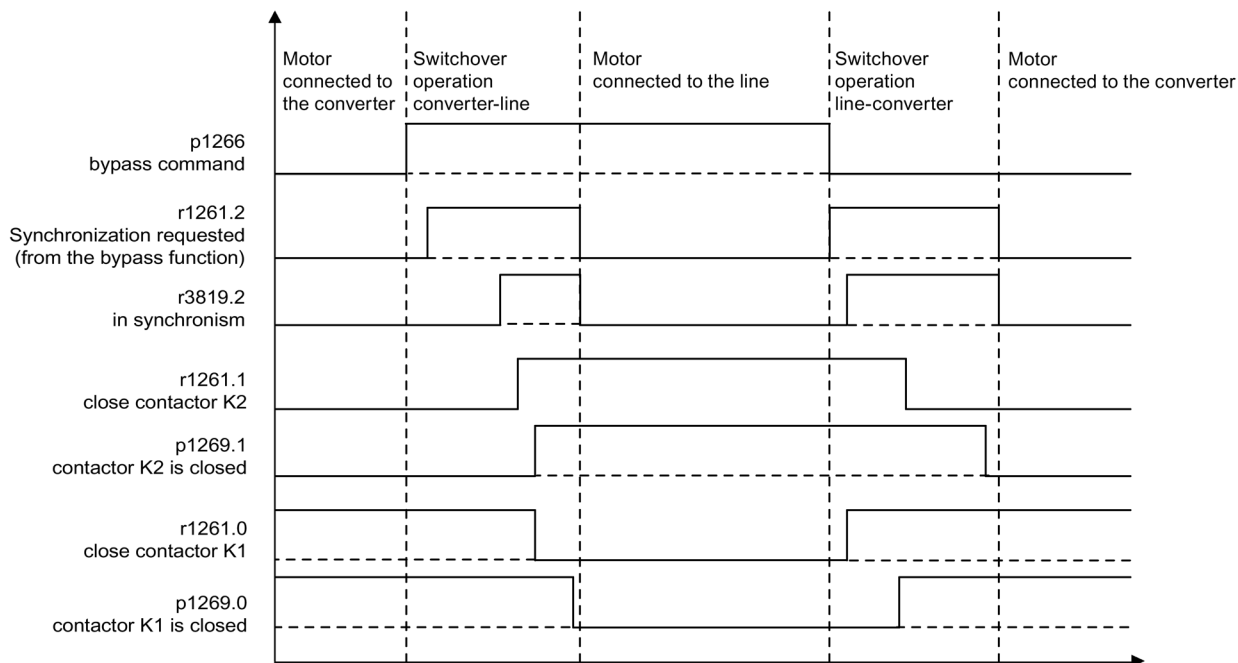 Motor
connected to
the converter
Switchover
operation
converter-line
Motor
connected to the line
Switchover
operation
line-converter
Motor
connected to the converter
p1266
bypass command
r1261.2
Synchronization requested
(from the bypass function)
r3819.2
in synchronism
r1261.1
close contactor K2
p1269.1
contactor K2 is closed
r1261.0
close contactor K1
p1269.0
contactor K1 is closed